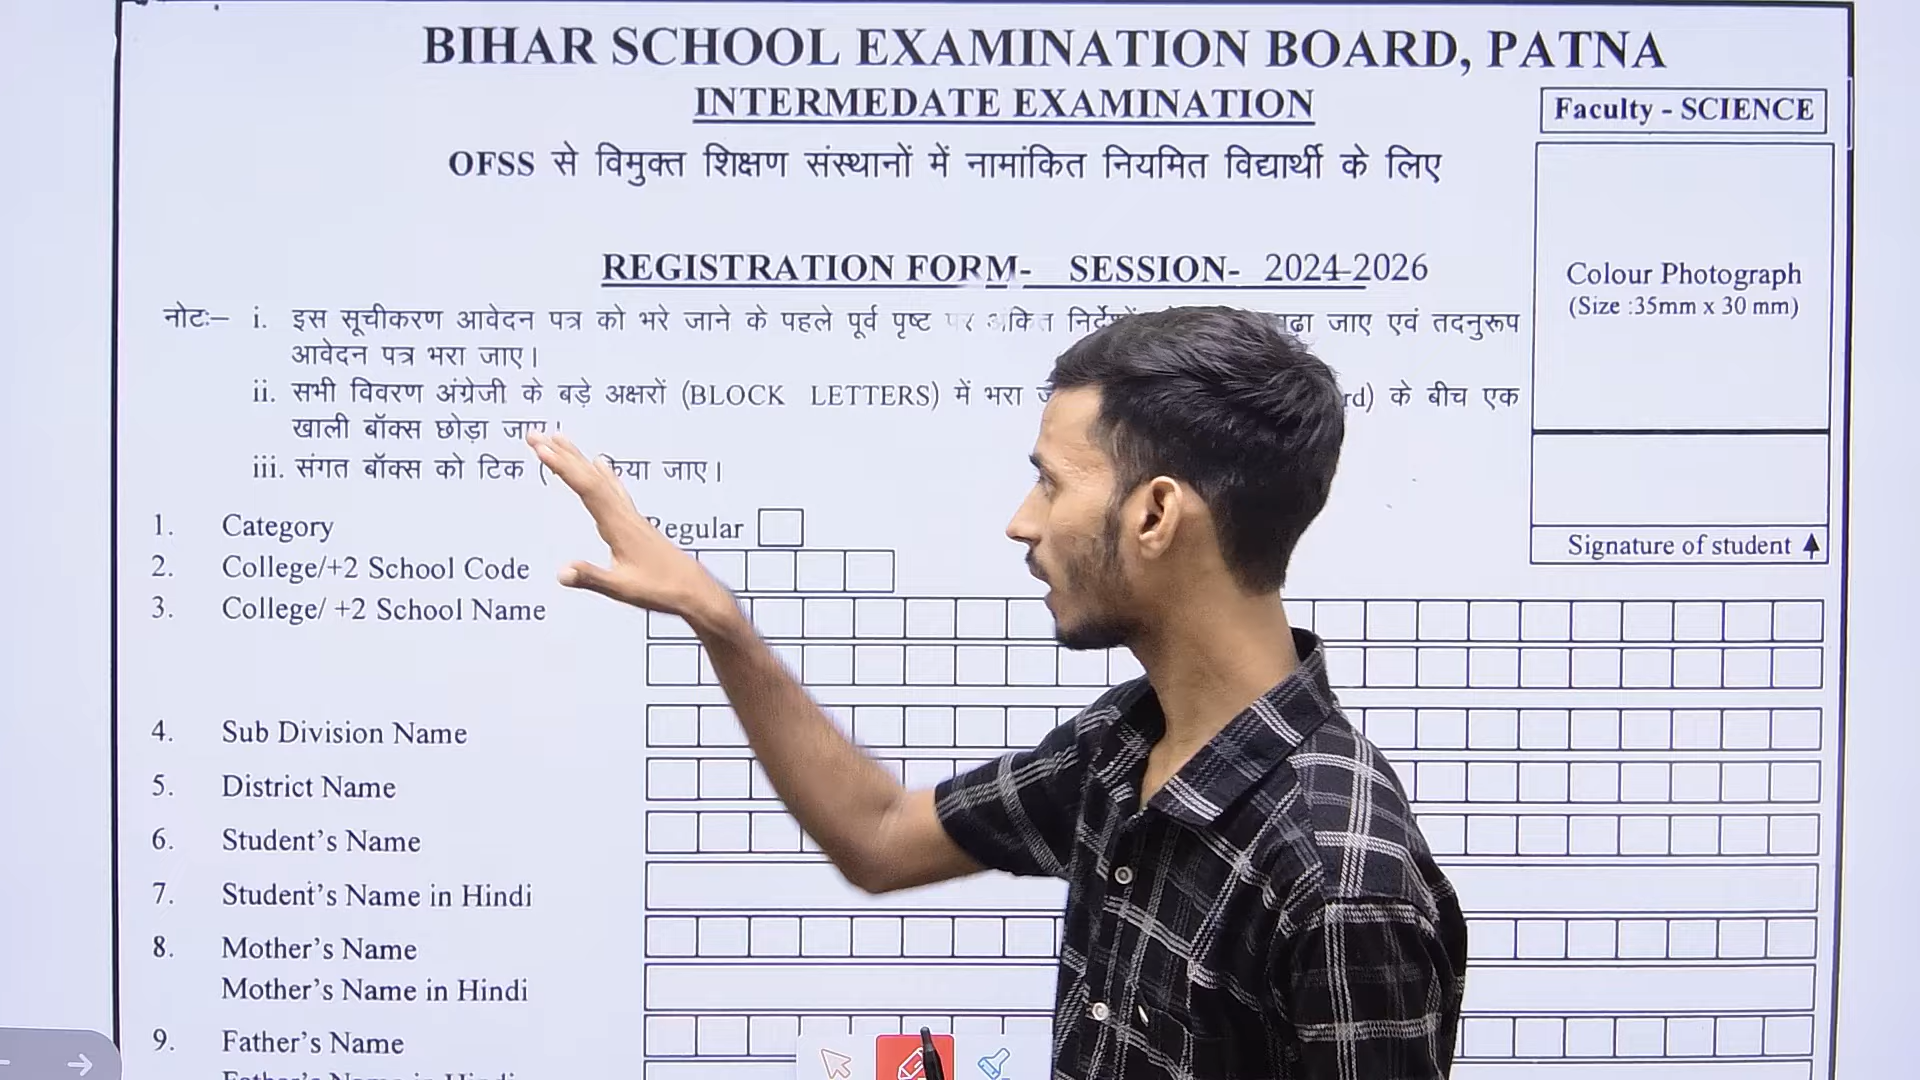 BIHAR SCHOOL EXAMINATION BOARD, PATNA
INTERMEDATE EXAMINATION
Faculty - SCIENCE
OFSS से विमुक्त शिक्षण संस्थानों में नामांकित नियमित विद्यार्थी के लिए
REGISTRATION FORM- SESSION- 2024-2026
Colour Photograph
(Size :35mm x 30 mm)
नोटः– i. इस सूचीकरण आवेदन पत्र को भरे जाने के पहले पूर्व पृष्ट पर अंकित जाए एवं तदनुरूप
आवेदन पत्र भरा जाए।
ii. सभी विवरण अंग्रेजी के बड़े अक्षरों (BLOCK LETTERS) में भरा के बीच एक
खाली बॉक्स छोड़ा जाए।
iii. संगत बॉक्स को टिक जाए।
Signature of student
1. Category Regular
2. College/+2 School Code
3. College/ +2 School Name
4. Sub Division Name
5. District Name
6. Student's Name
7. Student's Name in Hindi
8. Mother's Name
Mother's Name in Hindi
9. Father's Name
Father's Name in Hindi